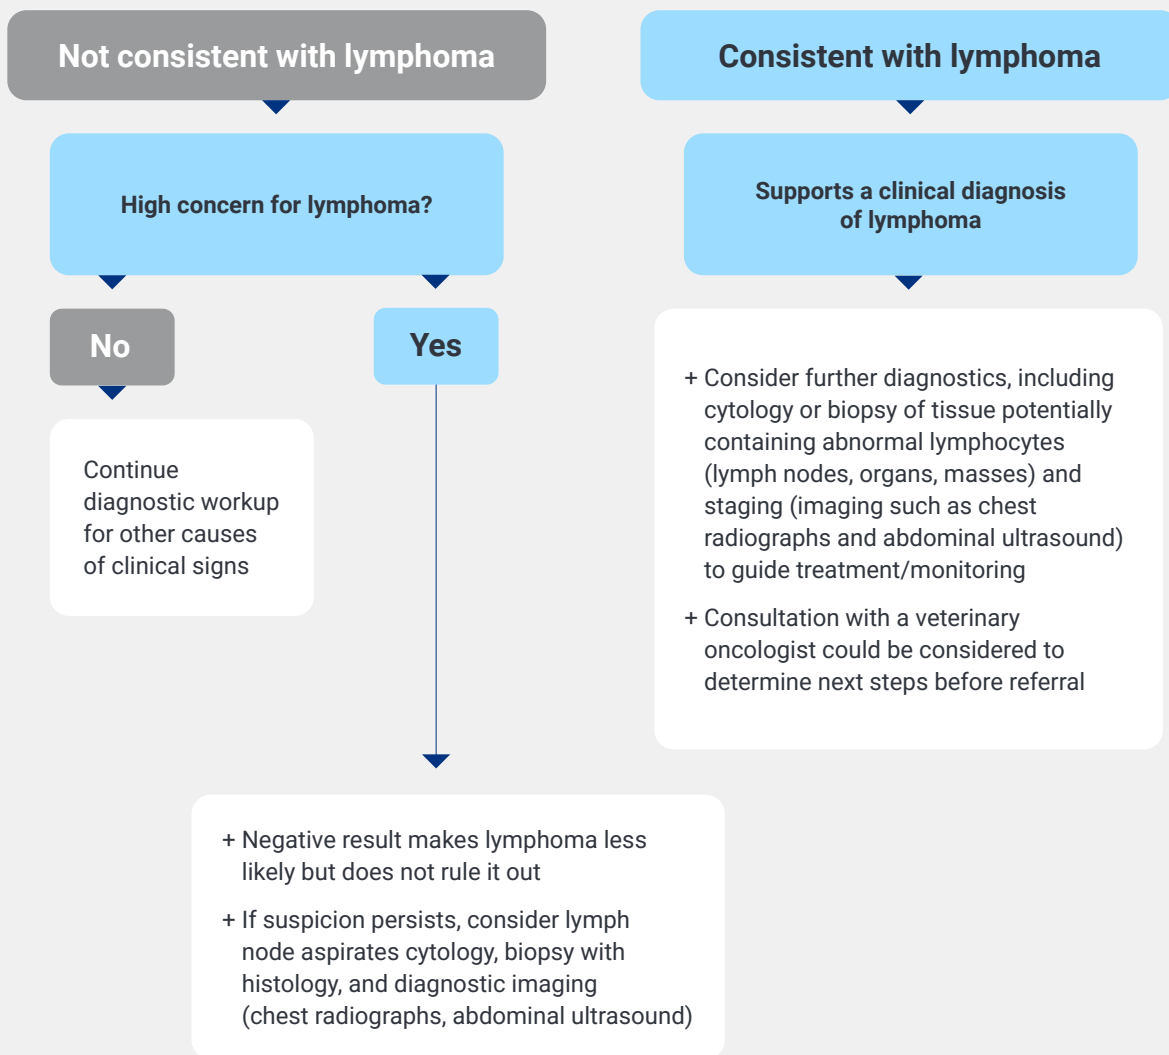 Not consistent with lymphoma
High concern for lymphoma?
No
Yes
Continue
diagnostic workup
for other causes
of clinical signs
+ Negative result makes lymphoma less
likely but does not rule it out
+ If suspicion persists, consider lymph
node aspirates cytology, biopsy with
histology, and diagnostic imaging
(chest radiographs, abdominal ultrasound)
Consistent with lymphoma
Supports a clinical diagnosis
of lymphoma
+ Consider further diagnostics, including
cytology or biopsy of tissue potentially
containing abnormal lymphocytes
(lymph nodes, organs, masses) and
staging (imaging such as chest
radiographs and abdominal ultrasound)
to guide treatment/monitoring
+ Consultation with a veterinary
oncologist could be considered to
determine next steps before referral